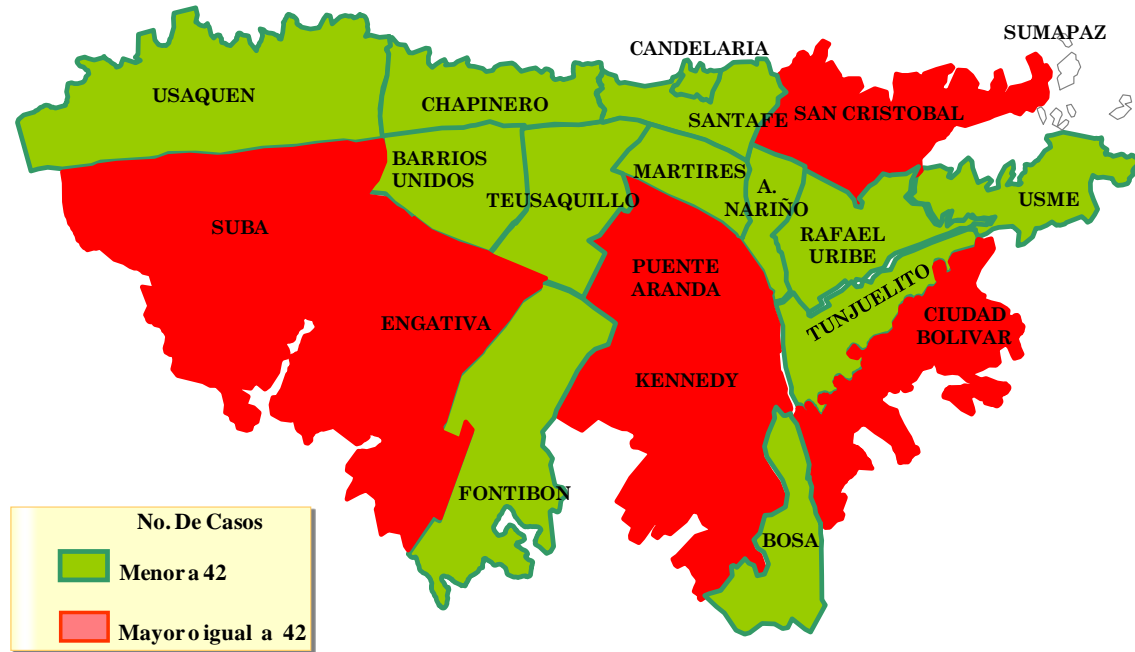 SUMAPAZ
CANDELARIA
USAQUEN
CHAPINERO
SANTAFE
SAN CRISTOBAL
BARRIOS
UNIDOS
MARTIRES
TEUSAQUILLO
A.
NARIÑO
USME
SUBA
RAFAEL
URIBE
PUENTE
ARANDA
TUNJUELITO
ENGATIVA
CIUDAD
BOLIVAR
KENNEDY
FONTIBON
BOSA
No. De Casos
Menor a 42
Mayor o igual a 42